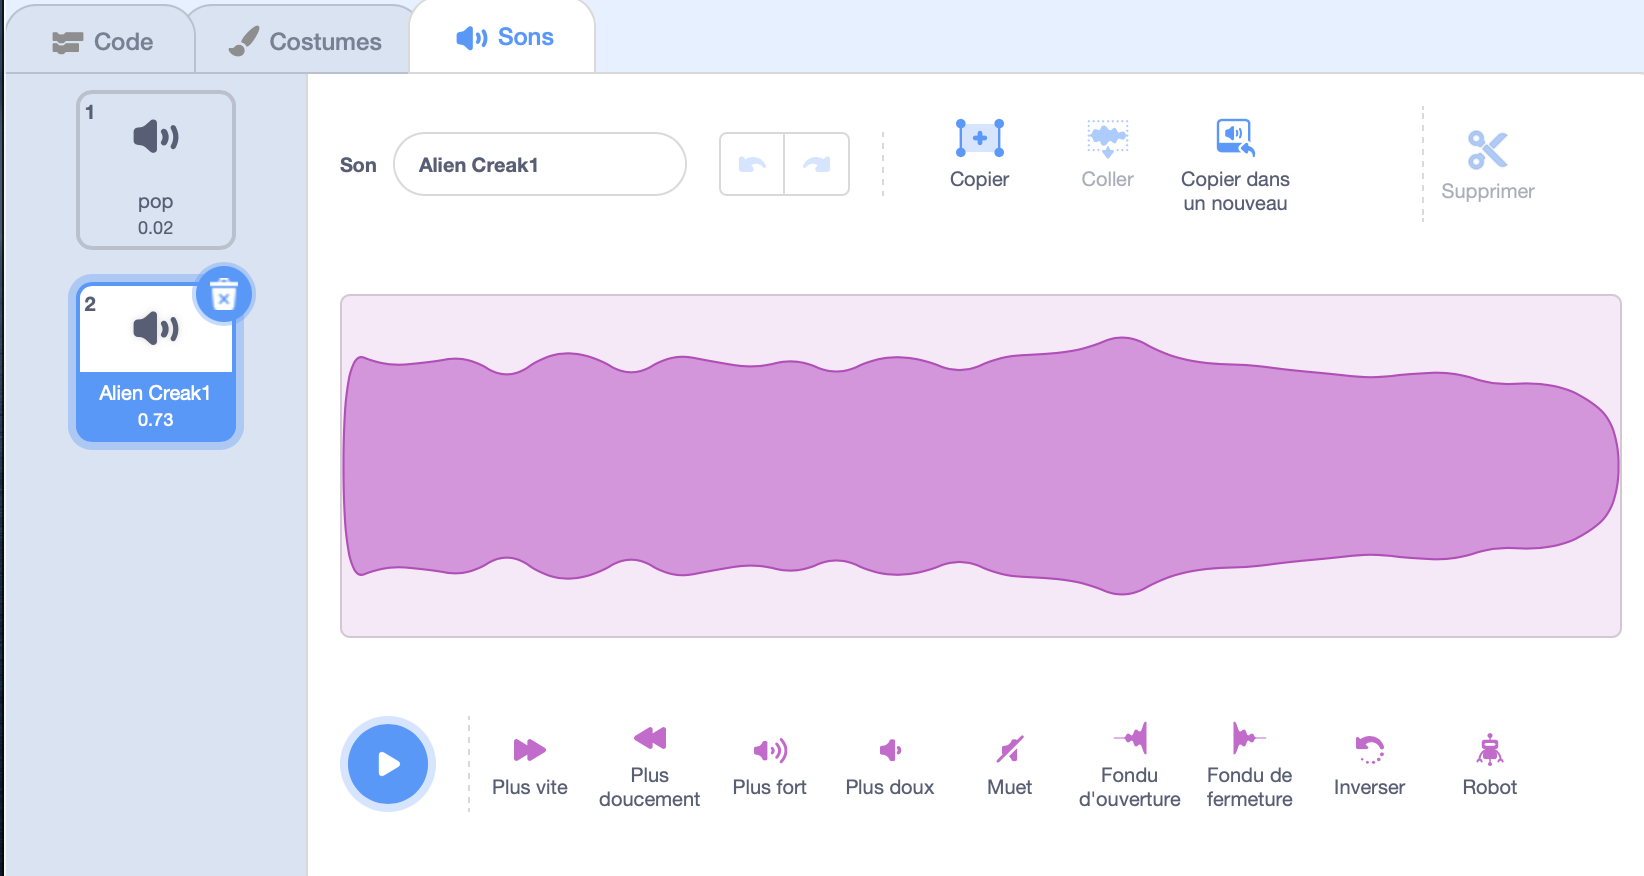 Code
Costumes
Sons
1
pop
0.02
2
Alien Creak1
0.73
Son
Alien Creak1
Copier
Coller
Copier dans
un nouveau
Supprimer
Plus vite
Plus
doucement
Plus fort
Plus doux
Muet
Fondu
d'ouverture
Fondu de
fermeture
Inverser
Robot